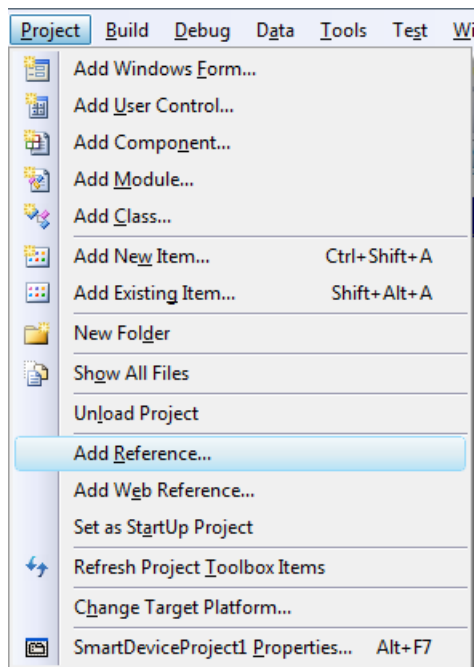 Project Build Debug Data Tools Test
Add Windows Form...
Add User Control...
Add Component...
Add Module...
Add Class...
Add New Item... Ctrl+Shift+A
Add Existing Item... Shift+Alt+A
New Folder
Show All Files
Unload Project
Add Reference...
Add Web Reference...
Set as StartUp Project
Refresh Project Toolbox Items
Change Target Platform...
SmartDeviceProject1 Properties... Alt+F7